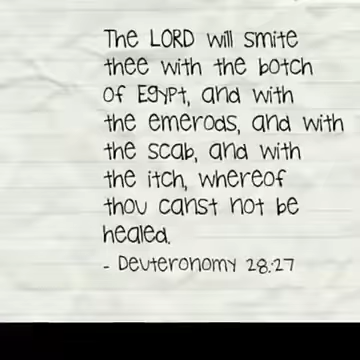 The LORD will smite
thee with the botch
of Egypt, and with
the emerods, and with
the scab, and with
the itch, whereof
thou canst not be
healed.
- Deuteronomy 28:27